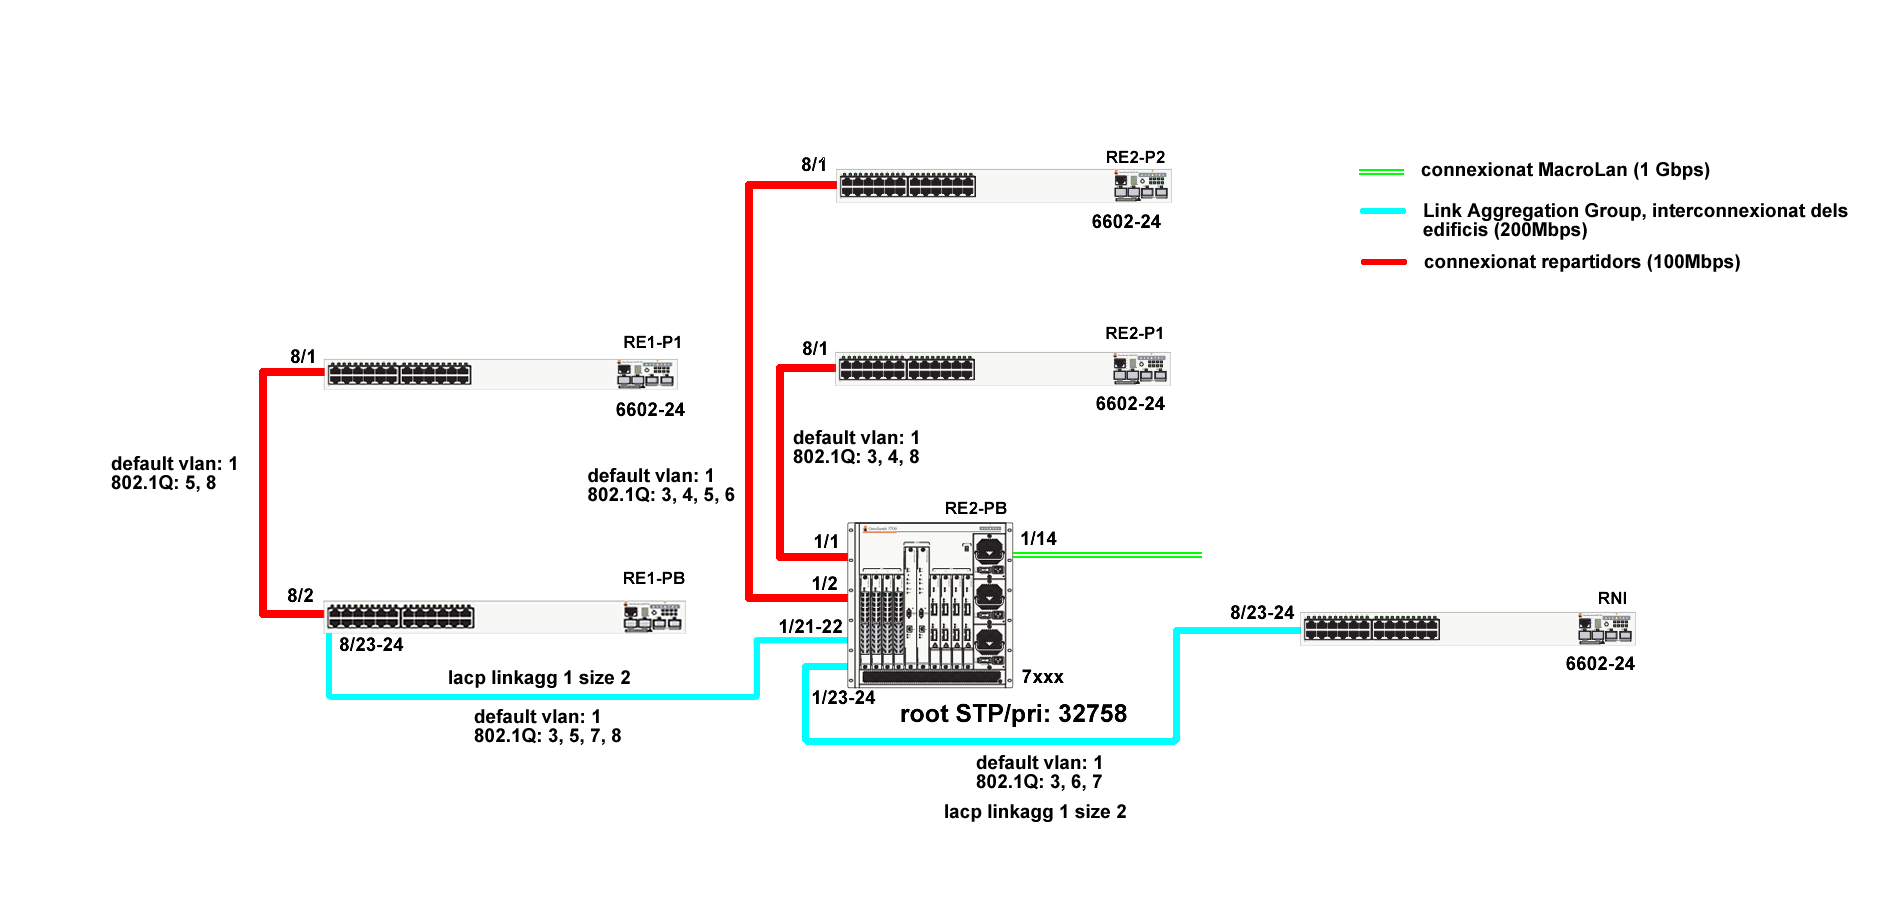 RE2-P2
8/1
6602-24
connexionat MacroLan (1 Gbps)
Link Aggregation Group, interconnexionat dels
edificis (200Mbps)
connexionat repartidors (100Mbps)
RE1-P1
8/1
6602-24
RE2-P1
8/1
6602-24
default vlan: 1
802.1Q: 5, 8
default vlan: 1
802.1Q: 3, 4, 5, 6
default vlan: 1
802.1Q: 3, 4, 8
RE2-PB
1/1
1/14
1/2
1/21-22
1/23-24
7xxx
root STP/pri: 32758
RE1-PB
8/2
8/23-24
lacp linkagg 1 size 2
default vlan: 1
802.1Q: 3, 5, 7, 8
RNI
8/23-24
6602-24
default vlan: 1
802.1Q: 3, 6, 7
lacp linkagg 1 size 2